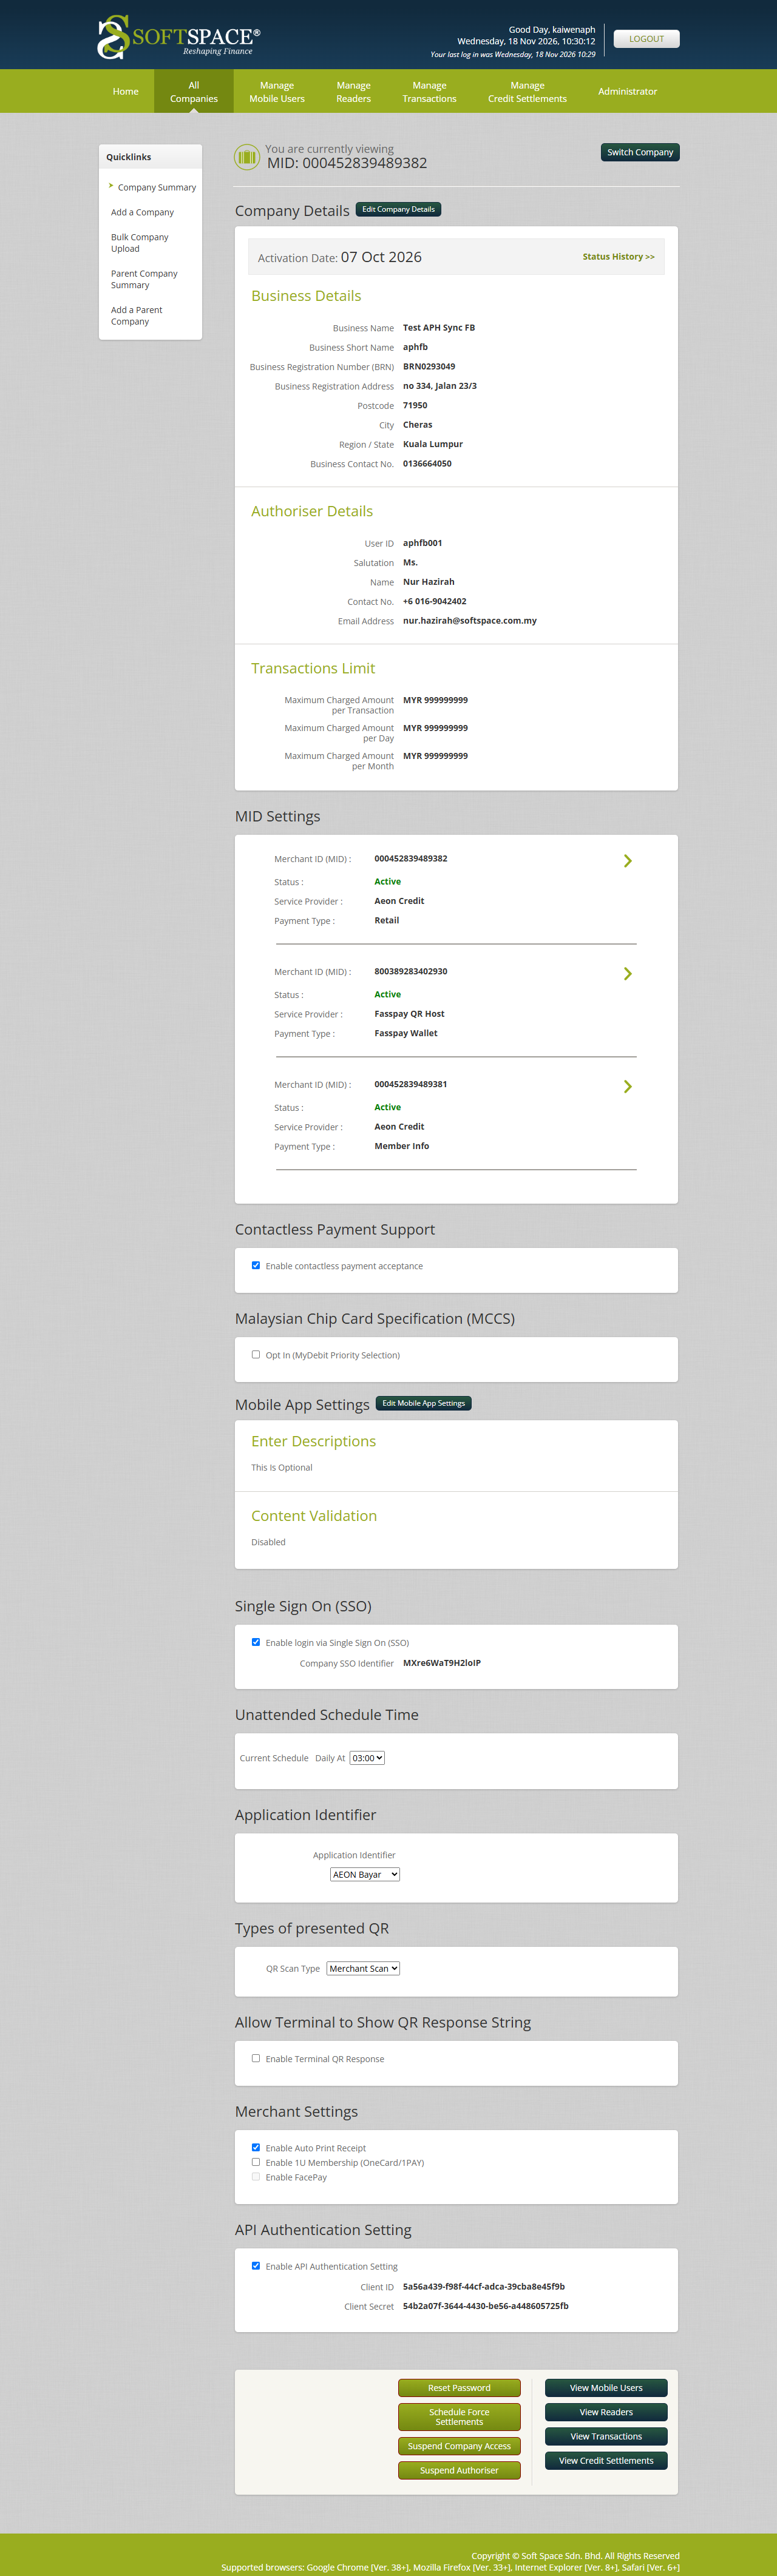 SOFTSPACE®
Reshaping Finance
Good Day, kaiwenaph
Wednesday, 18 Nov 2026, 10:30:12
Your last log in was Wednesday, 18 Nov 2026 10:29
LOGOUT
Home
All
Companies
Manage
Mobile Users
Manage
Readers
Manage
Transactions
Manage
Credit Settlements
Administrator
Quicklinks
Company Summary
Add a Company
Bulk Company
Upload
Parent Company
Summary
Add a Parent
Company
You are currently viewing
MID: 000452839489382
Switch Company
Company Details
Edit Company Details
Activation Date: 07 Oct 2026
Status History >>
Business Details
Business Name Test APH Sync FB
Business Short Name aphfb
Business Registration Number (BRN) BRN0293049
Business Registration Address no 334, Jalan 23/3
Postcode 71950
City Cheras
Region / State Kuala Lumpur
Business Contact No. 0136664050
Authoriser Details
User ID aphfb001
Salutation Ms.
Name Nur Hazirah
Contact No. +6 016-9042402
Email Address nur.hazirah@softspace.com.my
Transactions Limit
Maximum Charged Amount MYR 999999999
per Transaction
Maximum Charged Amount MYR 999999999
per Day
Maximum Charged Amount MYR 999999999
per Month
MID Settings
Merchant ID (MID) : 000452839489382
Status : Active
Service Provider : Aeon Credit
Payment Type : Retail
Merchant ID (MID) : 800389283402930
Status : Active
Service Provider : Fasspay QR Host
Payment Type : Fasspay Wallet
Merchant ID (MID) : 000452839489381
Status : Active
Service Provider : Aeon Credit
Payment Type : Member Info
Contactless Payment Support
Enable contactless payment acceptance
Malaysian Chip Card Specification (MCCS)
Opt In (MyDebit Priority Selection)
Mobile App Settings
Edit Mobile App Settings
Enter Descriptions
This Is Optional
Content Validation
Disabled
Single Sign On (SSO)
Enable login via Single Sign On (SSO)
Company SSO Identifier MXre6WaT9H2loIP
Unattended Schedule Time
Current Schedule Daily At 03:00
Application Identifier
Application Identifier
AEON Bayar
Types of presented QR
QR Scan Type Merchant Scan
Allow Terminal to Show QR Response String
Enable Terminal QR Response
Merchant Settings
Enable Auto Print Receipt
Enable 1U Membership (OneCard/1PAY)
Enable FacePay
API Authentication Setting
Enable API Authentication Setting
Client ID 5a56a439-f98f-44cf-adca-39cba8e45f9b
Client Secret 54b2a07f-3644-4430-be56-a448605725fb
Reset Password
Schedule Force
Settlements
Suspend Company Access
Suspend Authoriser
View Mobile Users
View Readers
View Transactions
View Credit Settlements
Copyright © Soft Space Sdn. Bhd. All Rights Reserved
Supported browsers: Google Chrome [Ver. 38+], Mozilla Firefox [Ver. 33+], Internet Explorer [Ver. 8+], Safari [Ver. 6+]